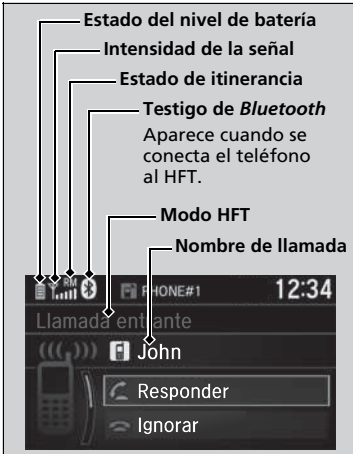 Estado del nivel de batería
Intensidad de la señal
Estado de itinerancia
Testigo de Bluetooth
Aparece cuando se
conecta el teléfono
al HFT.
Modo HFT
Nombre de llamada
RM
PHONE#1
12:34
Llamada entrante
John
Responder
Ignorar